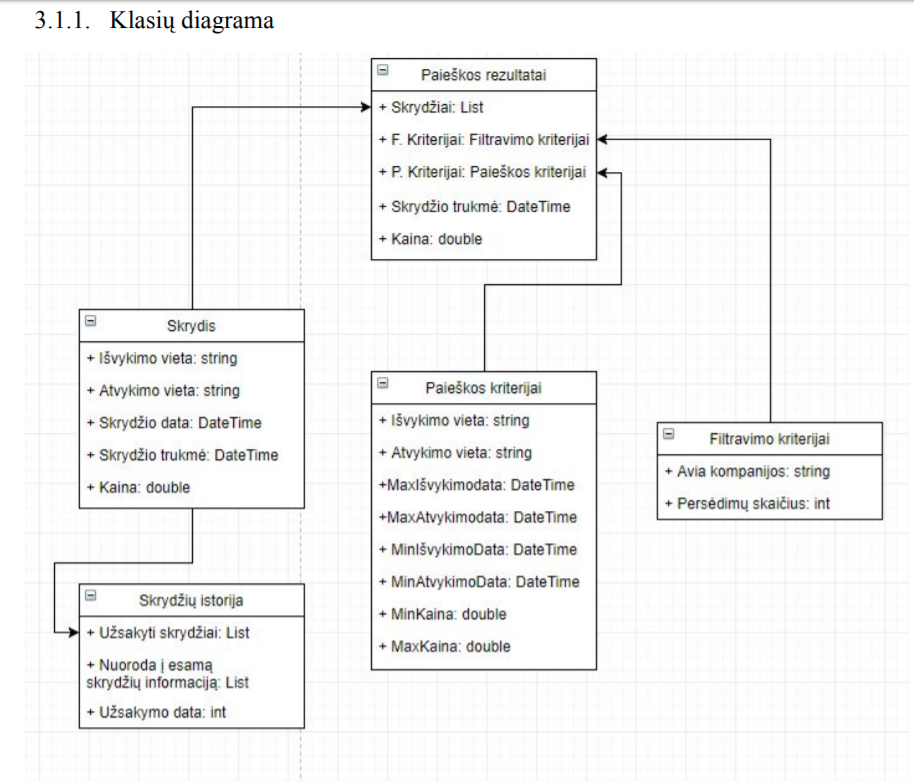 3.1.1. Klasių diagrama
Paieškos rezultatai
+ Skrydžiai: List
+ F. Kriterijai: Filtravimo kriterijai
+ P. Kriterijai: Paieškos kriterijai
+ Skrydžio trukmė: DateTime
+ Kaina: double
Skrydis
+ Išvykimo vieta: string
+ Atvykimo vieta: string
+ Skrydžio data: DateTime
+ Skrydžio trukmė: DateTime
+ Kaina: double
Paieškos kriterijai
+ Išvykimo vieta: string
+ Atvykimo vieta: string
+MaxIšvykimodata: DateTime
+MaxAtvykimodata: DateTime
+ MinIšvykimoData: DateTime
+ MinAtvykimoData: DateTime
+ MinKaina: double
+ MaxKaina: double
Filtravimo kriterijai
+ Avia kompanijos: string
+ Persėdimų skaičius: int
Skrydžių istorija
+ Užsakyti skrydžiai: List
+ Nuoroda į esamą
skrydžių informaciją: List
+ Užsakymo data: int